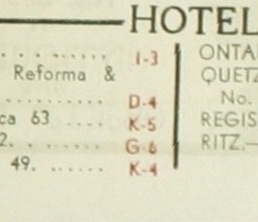 HOTEL
I-3
Reforma &
D-4
ca 63 .... K-5
2. ...... G-6
49. ...... K-4
ONTA
QUETZ
No.
REGIS
RITZ.—